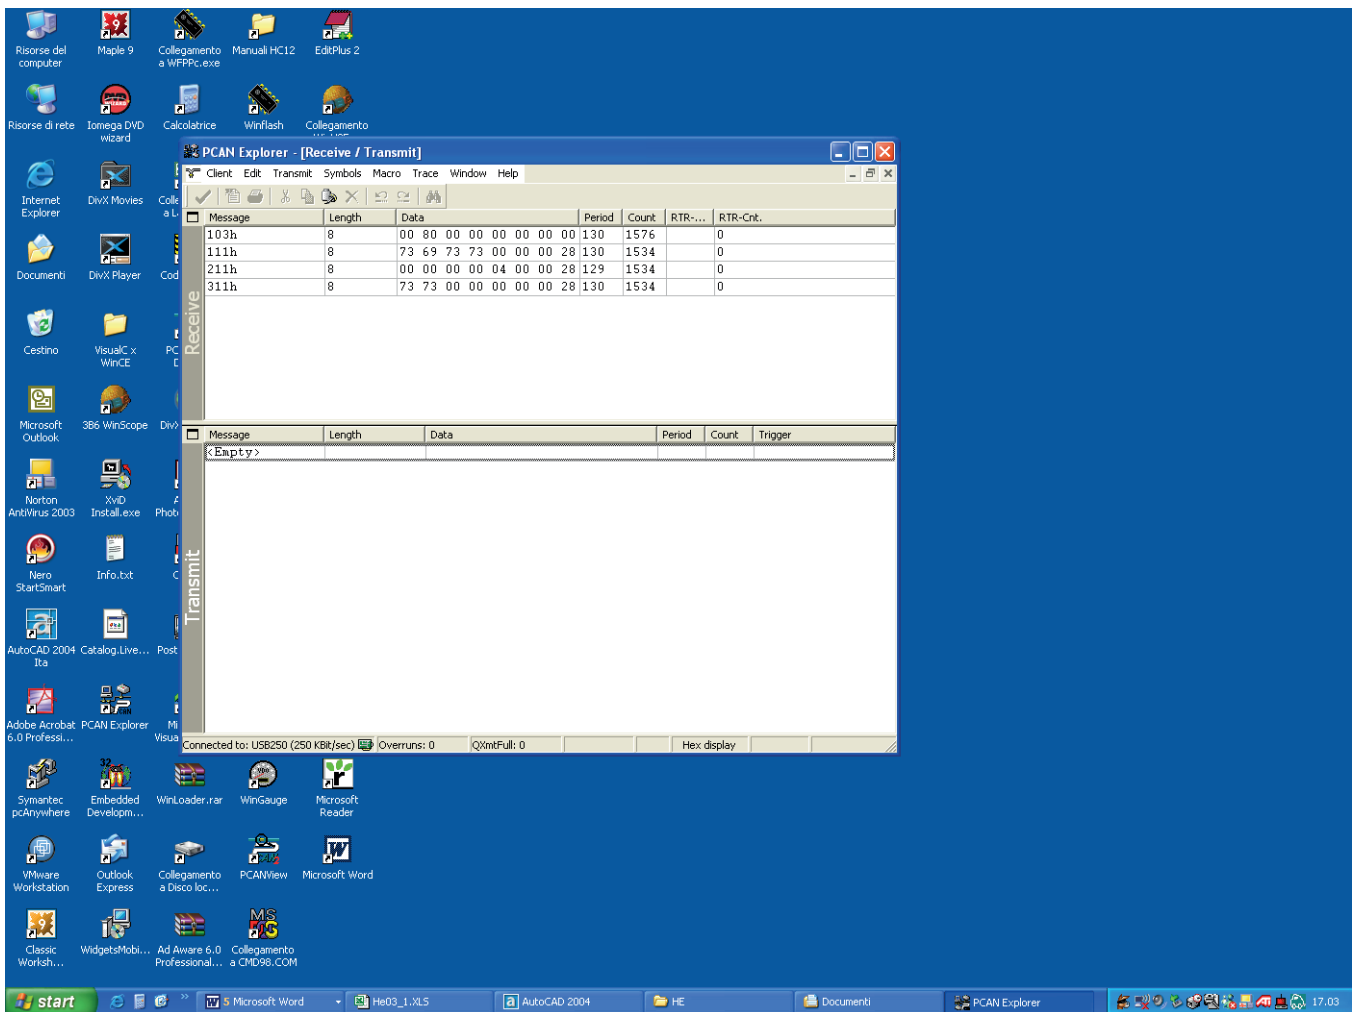 Risore del computer
Maple 9
Collegamento a WFPPc.exe
Manuali HC12
EditPlus 2
Risorse di rete
Iomega DVD wizard
Calcolatrice
Winflash
Collegamento
PCAN Explorer - [Receive / Transmit]
Client Edit Transmit Symbols Macro Trace Window Help
Internet Explorer
DivX Movies
Message Length Data Period Count RTR-... RTR-Cnt.
103h 8 00 80 00 00 00 00 00 00 130 1576 0
111h 8 73 69 73 73 00 00 00 28 130 1534 0
211h 8 00 00 00 00 04 00 00 28 129 1534 0
311h 8 73 73 00 00 00 00 00 28 130 1534 0
Receive
Documenti
DivX Player
Cestino
VisualC x WinCE
Microsoft Outlook
3B6 WinScope
Message Length Data Period Count Trigger
<Empty>
Transmit
Norton AntiVirus 2003
XviD Install.exe
Nero StartSmart
Info.txt
AutoCAD 2004 Ita
Catalog.Live...
Post
Adobe Acrobat 6.0 Professi...
PCAN Explorer
Connected to: USB250 (250 KBit/sec) Overruns: 0 QXmtFull: 0 Hex display
Symantec pcAnywhere
Embedded Developm...
WinLoader.rar
WinGauge
Microsoft Reader
VMware Workstation
Outlook Express
Collegamento a Disco loc...
PCANView
Microsoft Word
Classic Worksh...
WidgetsMobi...
Ad Aware 6.0 Professional...
Collegamento a CMD98.COM
start
5 Microsoft Word
He03_1.XLS
AutoCAD 2004
HE
Documenti
PCAN Explorer
17.03